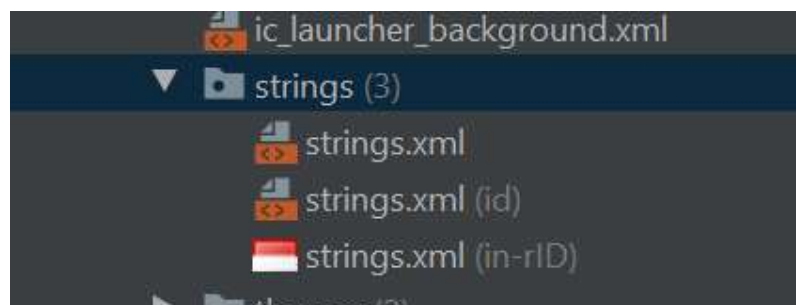 ic_launcher_background.xml
strings (3)
strings.xml
strings.xml (id)
strings.xml (in-rID)